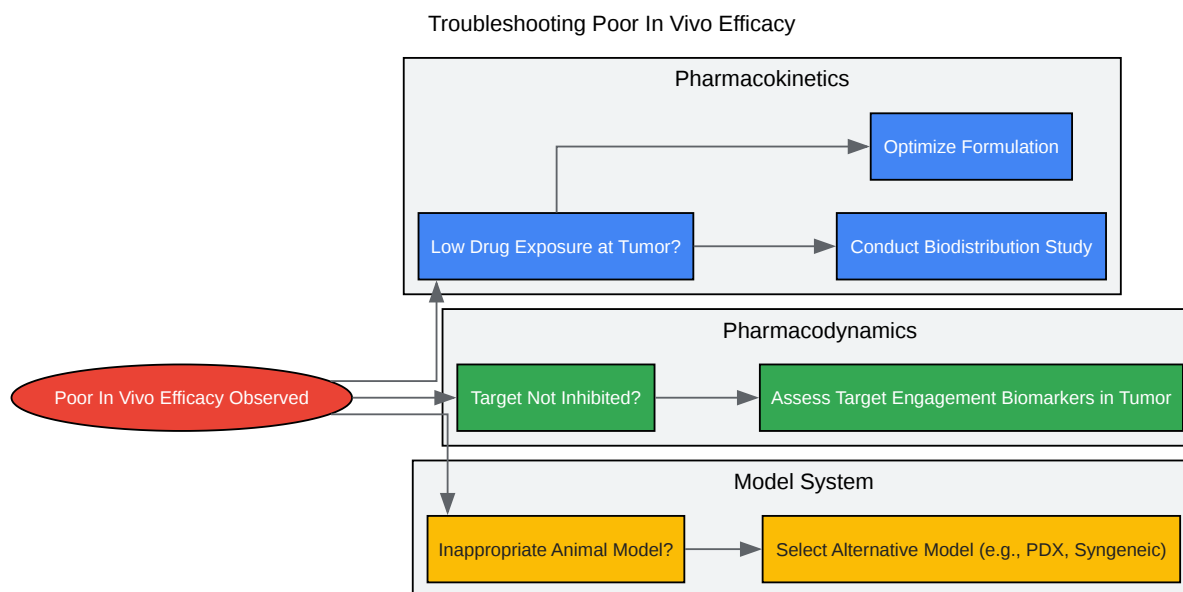 Troubleshooting Poor In Vivo Efficacy
Pharmacokinetics
Optimize Formulation
Low Drug Exposure at Tumor?
Conduct Biodistribution Study
Pharmacodynamics
Poor In Vivo Efficacy Observed
Target Not Inhibited?
Assess Target Engagement Biomarkers in Tumor
Model System
Inappropriate Animal Model?
Select Alternative Model (e.g., PDX, Syngeneic)